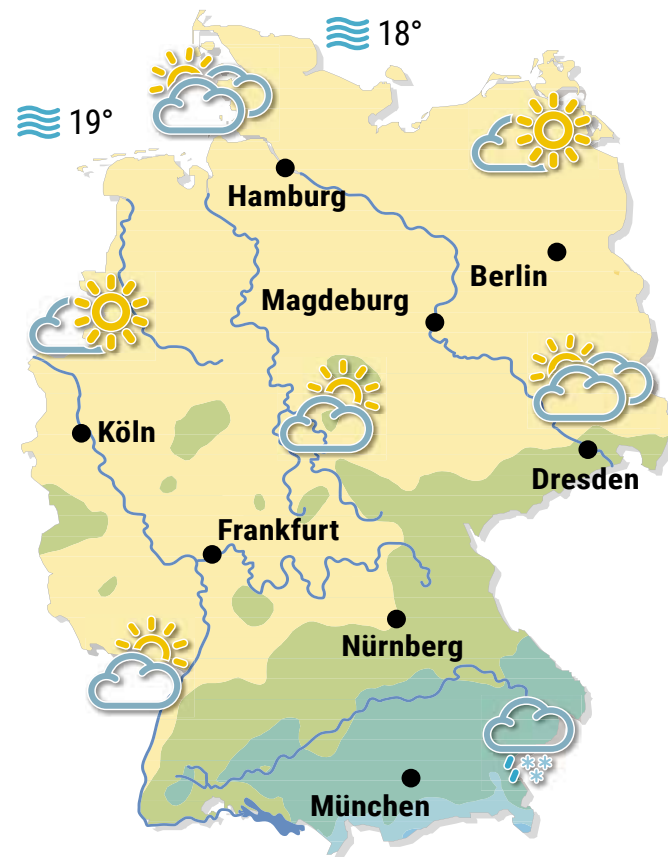 18°
19°
Hamburg
Berlin
Magdeburg
Köln
Dresden
Frankfurt
Nürnberg
München